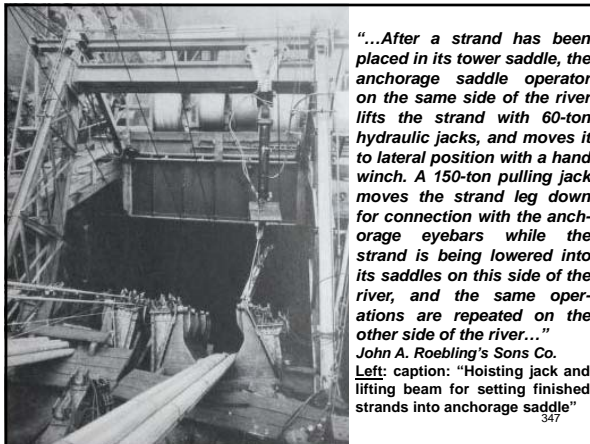 “…After a strand has been
placed in its tower saddle, the
anchorage saddle operator
on the same side of the river
lifts the strand with 60-ton
hydraulic jacks, and moves it
to lateral position with a hand
winch. A 150-ton pulling jack
moves the strand leg down
for connection with the anch-
orage eyebars while the
strand is being lowered into
its saddles on this side of the
river, and the same oper-
ations are repeated on the
other side of the river…”
John A. Roebling’s Sons Co.
Left: caption: “Hoisting jack and
lifting beam for setting finished
strands into anchorage saddle”
347